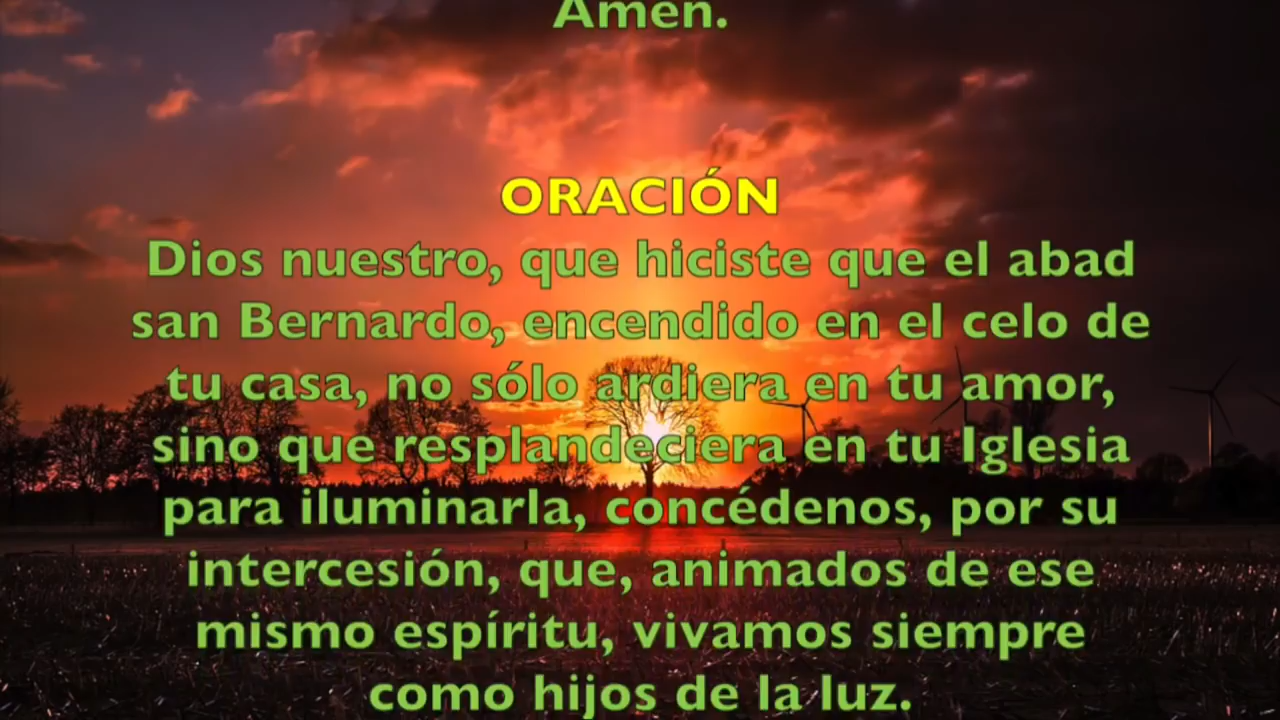 Amén.
ORACIÓN
Dios nuestro, que hiciste que el abad
san Bernardo, encendido en el celo de
tu casa, no sólo ardiera en tu amor,
sino que resplandeciera en tu Iglesia
para iluminarla, concédenos, por su
intercesión, que, animados de ese
mismo espíritu, vivamos siempre
como hijos de la luz.